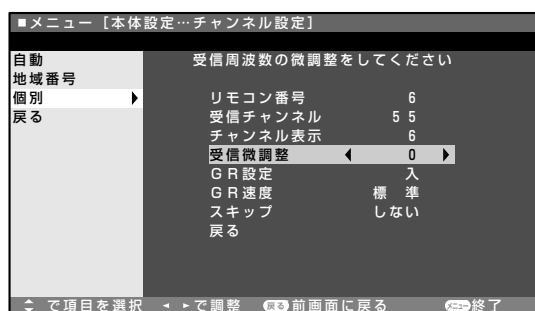 ■メニュー [本体設定…チャンネル設定]
自動
地域番号
個別
戻る
受信周波数の微調整をしてください
リモコン番号 6
受信チャンネル 55
チャンネル表示 6
受信微調整 0
GR設定 入
GR速度 標準
スキップ しない
戻る
で項目を選択 で調整 戻る 前画面に戻る メニュー 終了